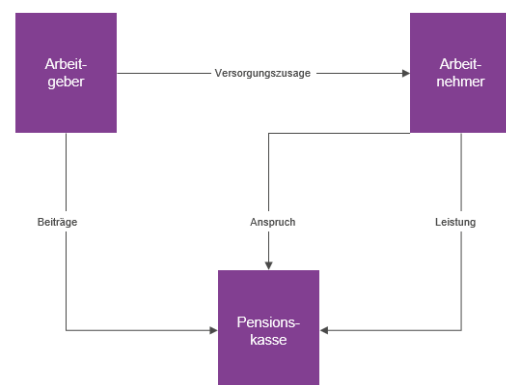 Arbeit-
geber
Versorgungszusage
Arbeit-
nehmer
Beiträge
Anspruch
Leistung
Pensions-
kasse